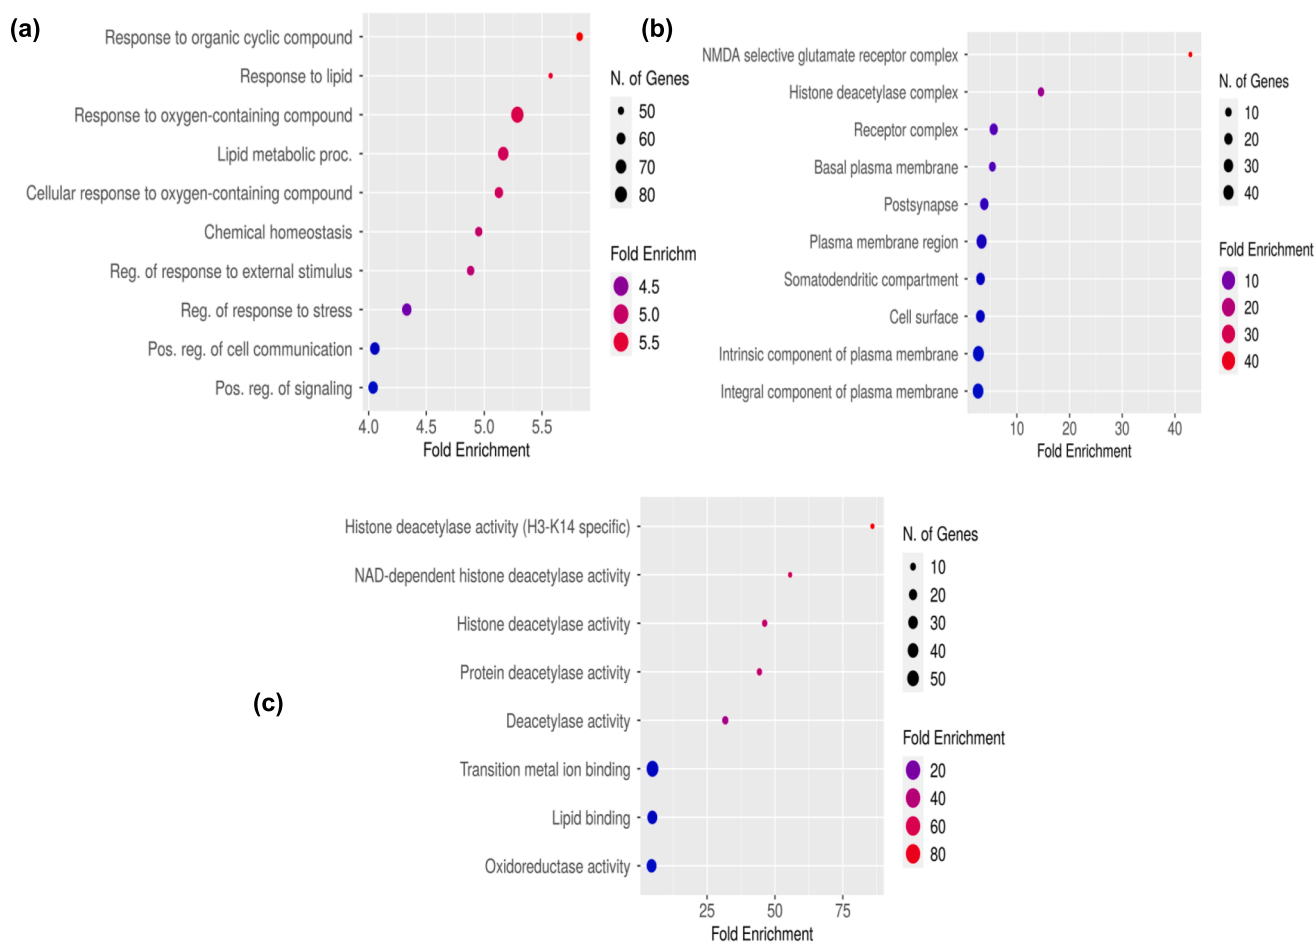 (a)
Response to organic cyclic compound
Response to lipid
Response to oxygen-containing compound
Lipid metabolic proc.
Cellular response to oxygen-containing compound
Chemical homeostasis
Reg. of response to external stimulus
Reg. of response to stress
Pos. reg. of cell communication
Pos. reg. of signaling
4.0 4.5 5.0 5.5
Fold Enrichment
N. of Genes
50
60
70
80
Fold Enrichm
4.5
5.0
5.5
(b)
NMDA selective glutamate receptor complex
Histone deacetylase complex
Receptor complex
Basal plasma membrane
Postsynapse
Plasma membrane region
Somatodendritic compartment
Cell surface
Intrinsic component of plasma membrane
Integral component of plasma membrane
10 20 30 40
Fold Enrichment
N. of Genes
10
20
30
40
Fold Enrichment
10
20
30
40
(c)
Histone deacetylase activity (H3-K14 specific)
NAD-dependent histone deacetylase activity
Histone deacetylase activity
Protein deacetylase activity
Deacetylase activity
Transition metal ion binding
Lipid binding
Oxidoreductase activity
25 50 75
Fold Enrichment
N. of Genes
10
20
30
40
50
Fold Enrichment
20
40
60
80